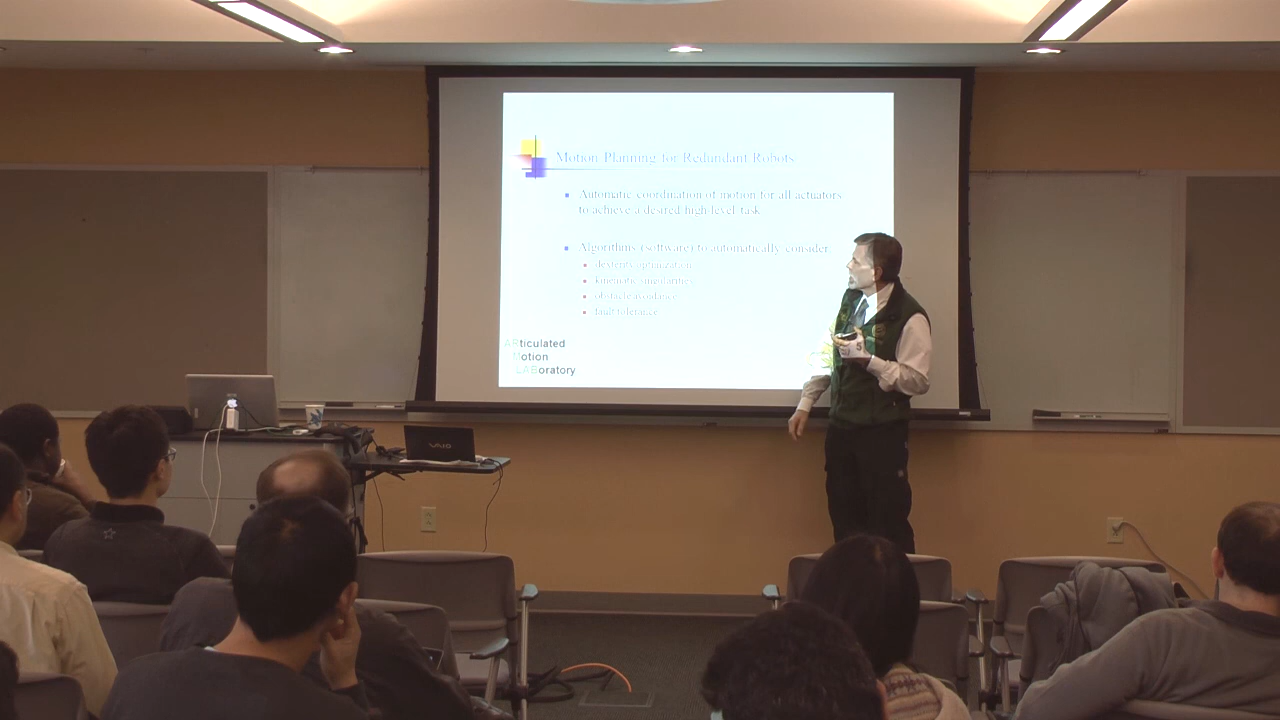 Motion Planning for Redundant Robots
Automatic coordination of motion for all actuators
to achieve a desired high-level task
Algorithms (software) to automatically consider:
dexterity optimization
kinematic singularities
obstacle avoidance
fault tolerance
ARticulated
Motion
LABoratory
VAIO